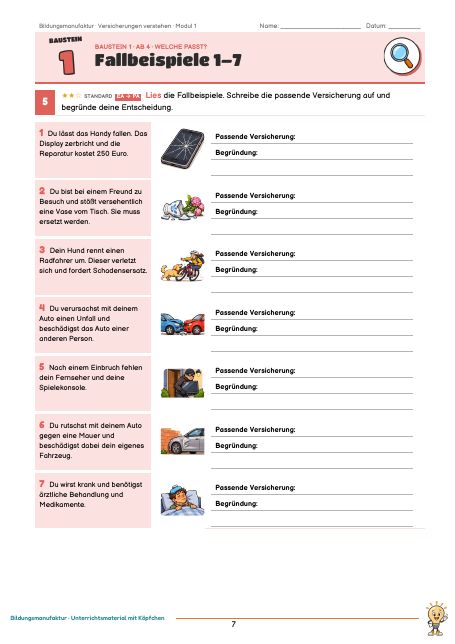 Bildungsmanufaktur · Versicherungen verstehen · Modul 1
Name: ____________________ Datum: ________
BAUSTEIN
1
BAUSTEIN 1 · AB 4 · WELCHE PASST?
Fallbeispiele 1–7
5
★★☆ STANDARD EA → PA Lies die Fallbeispiele. Schreibe die passende Versicherung auf und
begründe deine Entscheidung.
1 Du lässt das Handy fallen. Das
Display zerbricht und die
Reparatur kostet 250 Euro.
Passende Versicherung:
Begründung:
2 Du bist bei einem Freund zu
Besuch und stößt versehentlich
eine Vase vom Tisch. Sie muss
ersetzt werden.
Passende Versicherung:
Begründung:
3 Dein Hund rennt einen
Radfahrer um. Dieser verletzt
sich und fordert Schadensersatz.
Passende Versicherung:
Begründung:
4 Du verursachst mit deinem
Auto einen Unfall und
beschädigst das Auto einer
anderen Person.
Passende Versicherung:
Begründung:
5 Nach einem Einbruch fehlen
dein Fernseher und deine
Spielekonsole.
Passende Versicherung:
Begründung:
6 Du rutschst mit deinem Auto
gegen eine Mauer und
beschädigst dabei dein eigenes
Fahrzeug.
Passende Versicherung:
Begründung:
7 Du wirst krank und benötigst
ärztliche Behandlung und
Medikamente.
Passende Versicherung:
Begründung:
Bildungsmanufaktur · Unterrichtsmaterial mit Köpfchen
7